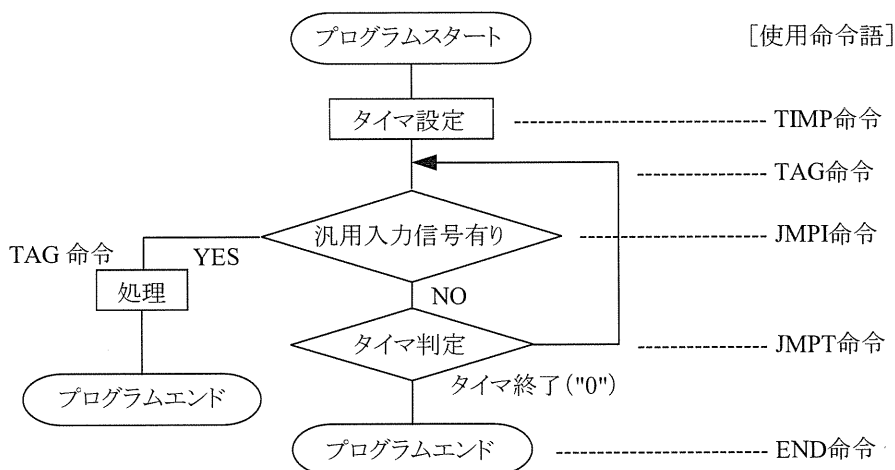 プログラムスタート [使用命令語]
タイマ設定 TIMP命令
TAG命令
汎用入力信号有り JMPI命令
TAG 命令 YES
処理
NO
タイマ判定 JMPT命令
タイマ終了("0")
プログラムエンド
プログラムエンド END命令